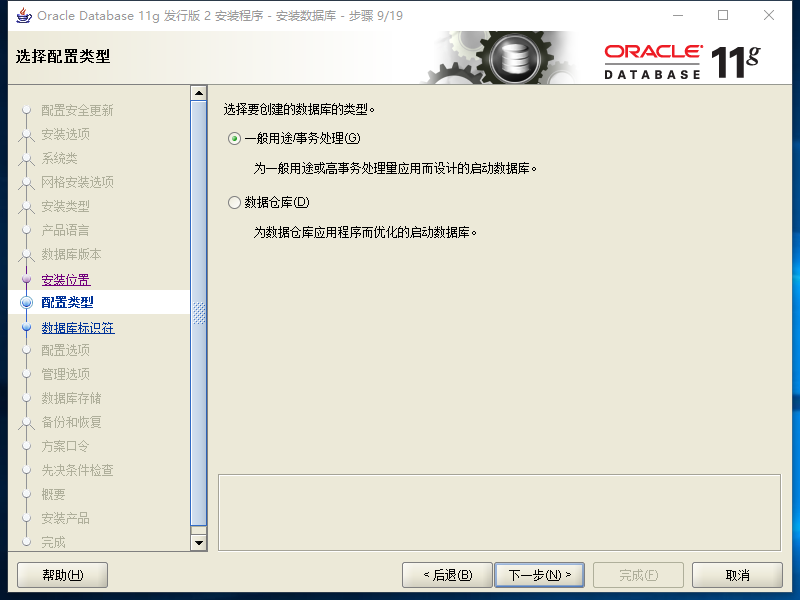 Oracle Database 11g 发行版 2 安装程序 - 安装数据库 - 步骤 9/19
选择配置类型
ORACLE
DATABASE
11g
配置安全更新
安装选项
系统类
网格安装选项
安装类型
产品语言
数据库版本
安装位置
配置类型
数据库标识符
配置选项
管理选项
数据库存储
备份和恢复
方案口令
先决条件检查
概要
安装产品
完成
选择要创建的数据库的类型。
一般用途/事务处理(G)
为一般用途或高事务处理量应用而设计的启动数据库。
数据仓库(D)
为数据仓库应用程序而优化的启动数据库。
帮助(H)
< 后退(B)
下一步(N) >
完成(F)
取消